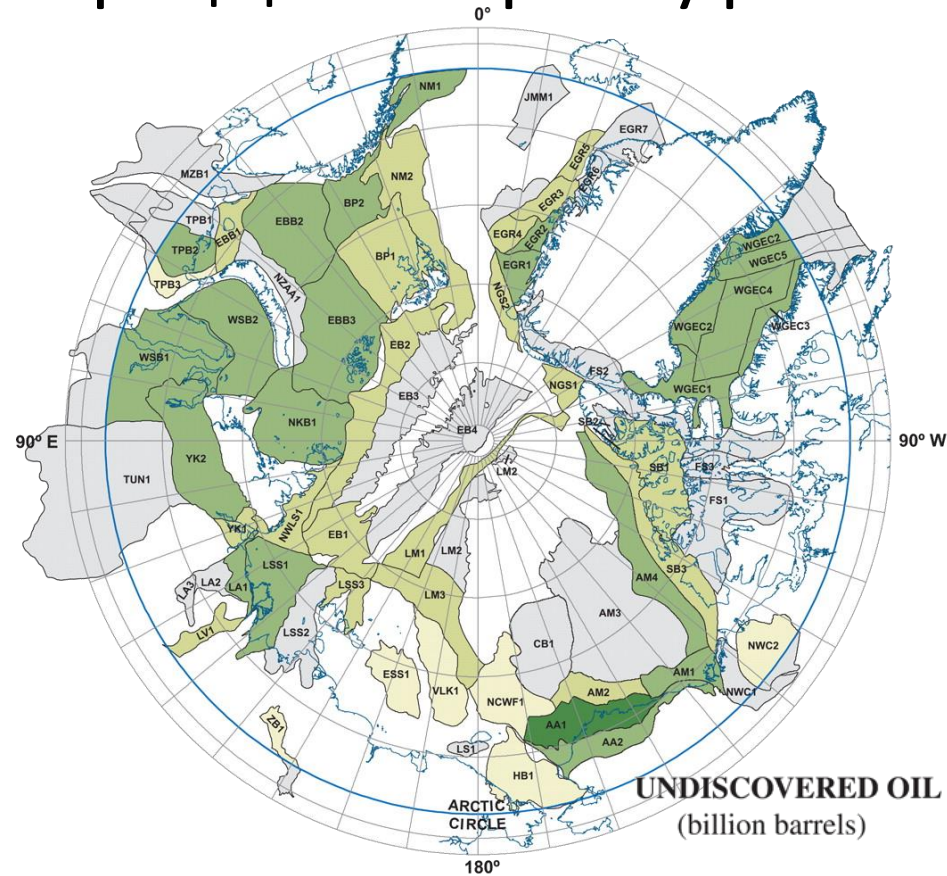 0°
NM1
JMM1
EGR7
EGR5
MZB1
NM2
EGR6
BP2
EGR3
TPB1
EBB2
EGR4
EGR2
EBB1
WGEC2
TPB2
BP1
EGR1
WGEC5
TPB3
NZAA1
NGS2
WGEC4
WSB2
EBB3
WGEC2
WGEC3
WSB1
EB2
FS2
NGS1
WGEC1
EB3
NKB1
SB2
EB4
90° E
90° W
YK2
SB1
FS3
LM2
TUN1
FS1
YK1
NWLS1
EB1
LM1
LM2
LSS1
SB3
LA3
LA2
LA1
LSS3
AM4
LM3
AM3
LV1
LSS2
CB1
NWC2
ESS1
AM1
VLK1
NCWF1
AM2
NWC1
ZB1
AA1
AA2
LS1
HB1
UNDISCOVERED OIL
(billion barrels)
ARCTIC
CIRCLE
180°